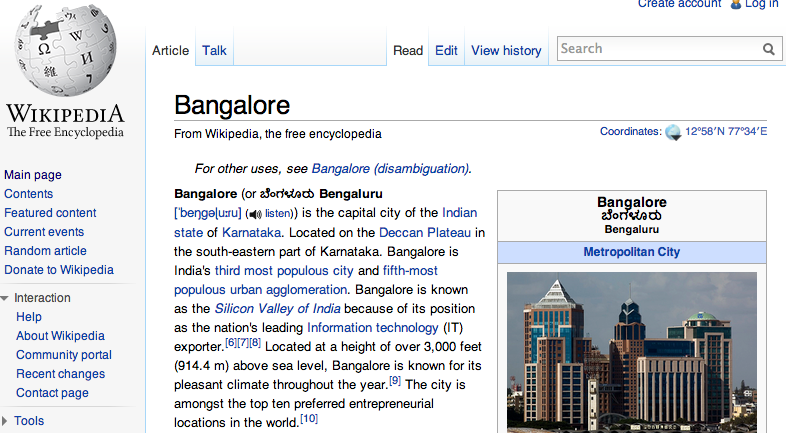 Create account Log in
WIKIPEDIA
The Free Encyclopedia
Article Talk Read Edit View history Search
Main page
Contents
Featured content
Current events
Random article
Donate to Wikipedia
Interaction
Help
About Wikipedia
Community portal
Recent changes
Contact page
Tools
Bangalore
From Wikipedia, the free encyclopedia
Coordinates: 12°58′N 77°34′E
For other uses, see Bangalore (disambiguation).
Bangalore (or ಬೆಂಗಳೂರು Bengaluru
[ˈbeŋɡəɭuːru] ( listen)) is the capital city of the Indian
state of Karnataka. Located on the Deccan Plateau in
the south-eastern part of Karnataka. Bangalore is
India's third most populous city and fifth-most
populous urban agglomeration. Bangalore is known
as the Silicon Valley of India because of its position
as the nation's leading Information technology (IT)
exporter.[6][7][8] Located at a height of over 3,000 feet
(914.4 m) above sea level, Bangalore is known for its
pleasant climate throughout the year.[9] The city is
amongst the top ten preferred entrepreneurial
locations in the world.[10]
Bangalore
ಬೆಂಗಳೂರು
Bengaluru
Metropolitan City